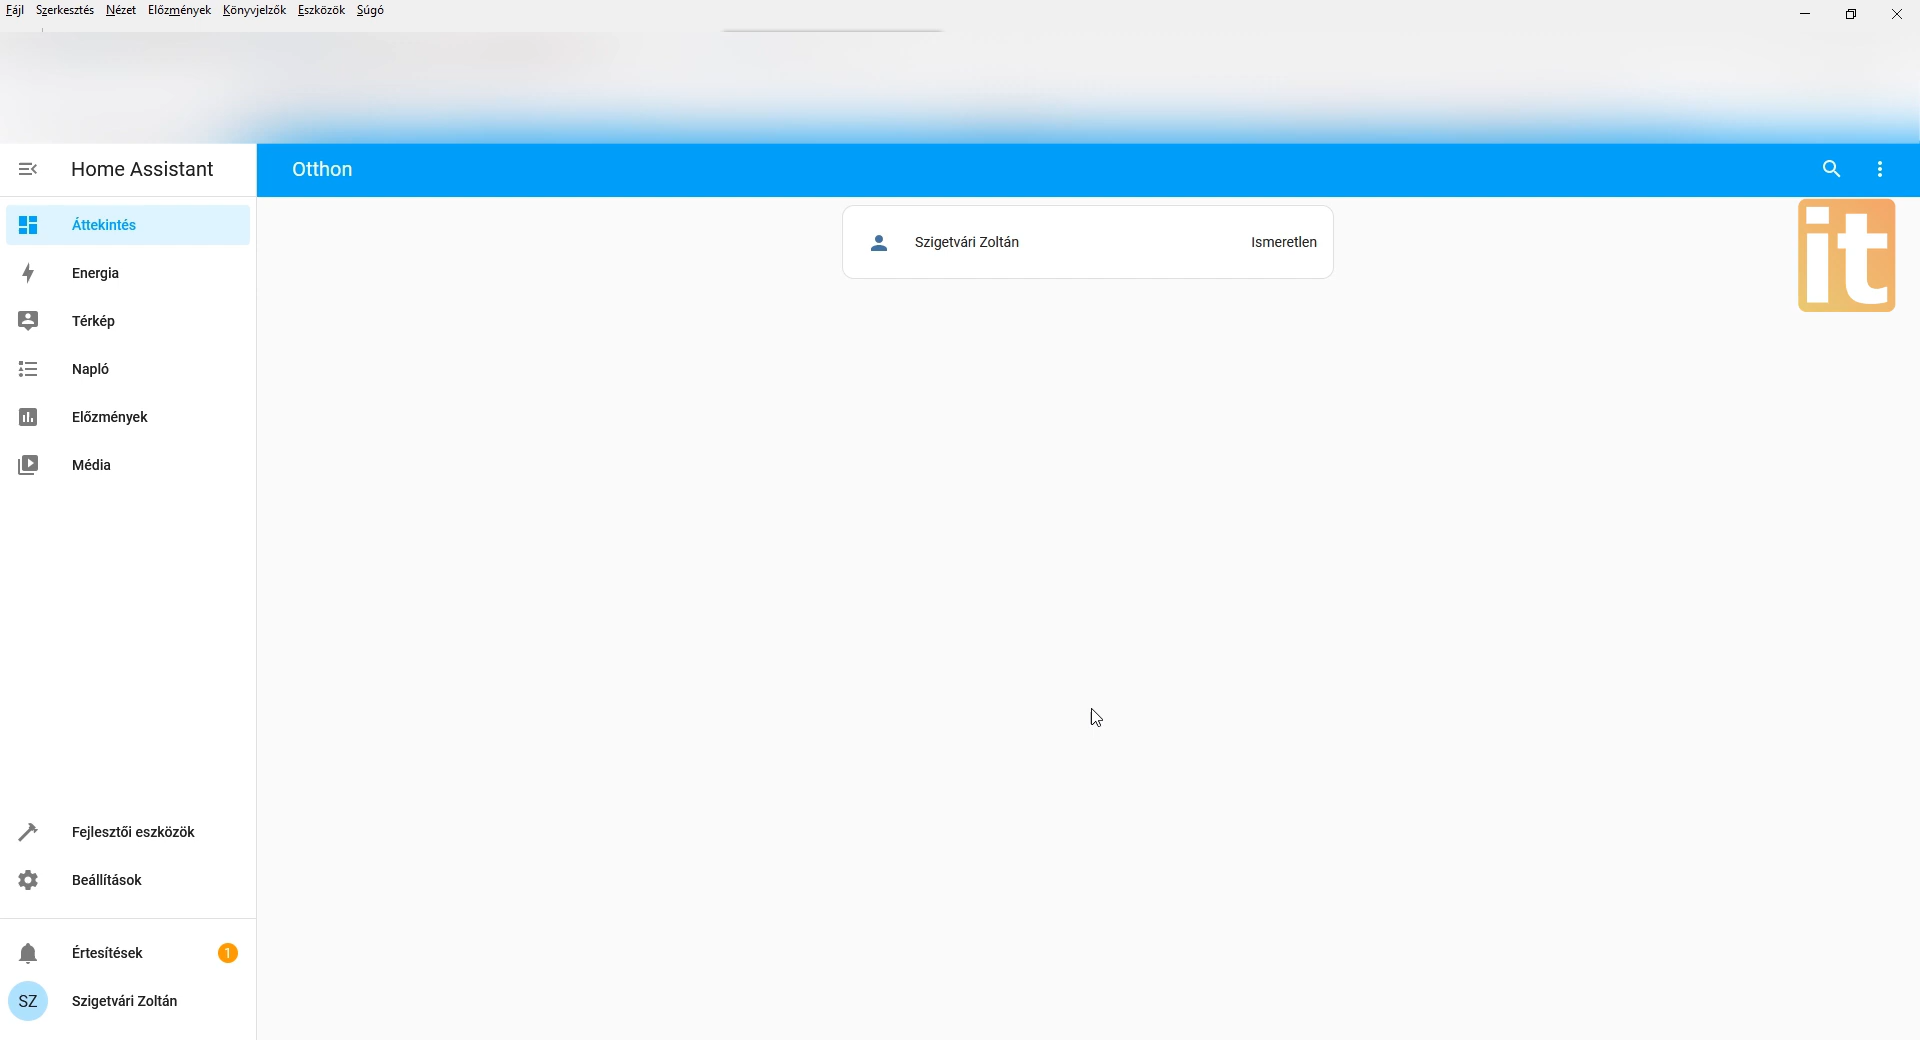 Fájl Szerkesztés Nézet Előzmények Könyvjelzők Eszközök Súgó
Home Assistant
Otthon
Áttekintés
Szigetvári Zoltán Ismeretlen
it
Energia
Térkép
Napló
Előzmények
Média
Fejlesztői eszközök
Beállítások
Értesítések 1
SZ Szigetvári Zoltán